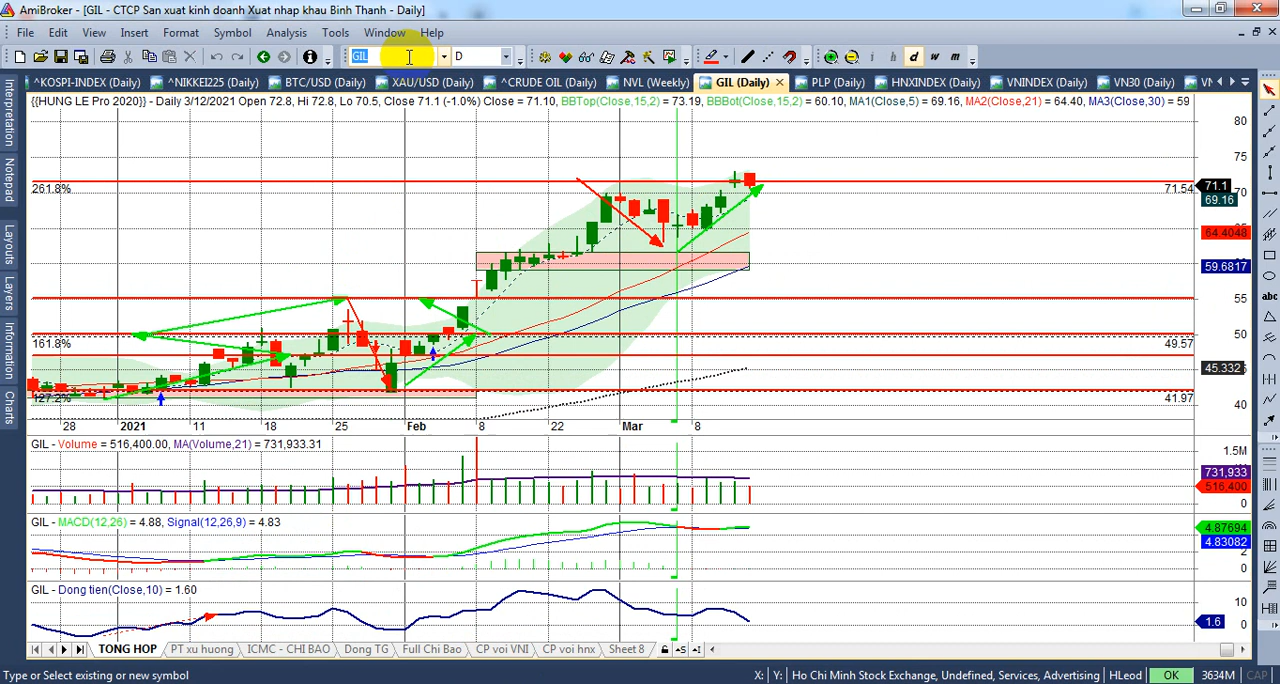 AmiBroker - [GIL - CTCP San xuat kinh doanh Xuat nhap khau Binh Thanh - Daily]
File Edit View Insert Format Symbol Analysis Tools Window Help
GIL D i h d w m
^KOSPI-INDEX (Daily) ^NIKKEI225 (Daily) BTC/USD (Daily) XAU/USD (Daily) ^CRUDE OIL (Daily) NVL (Weekly) GIL (Daily) PLP (Daily) HNXINDEX (Daily) VNINDEX (Daily) VN30 (Daily)
{{HUNG LE Pro 2020}} - Daily 3/12/2021 Open 72.8, Hi 72.8, Lo 70.5, Close 71.1 (-1.0%) Close = 71.10, BBTop(Close,15,2) = 73.19, BBBot(Close,15,2) = 60.10, MA1(Close,5) = 69.16, MA2(Close,21) = 64.40, MA3(Close,30) = 59
80
75
261.8% 71.54 71.1
70
69.16
64.4048
59.6817
55
50
161.8% 49.57
45.332
127.2% 41.97
40
28 2021 11 18 25 Feb 8 22 Mar 8
GIL - Volume = 516,400.00, MA(Volume,21) = 731,933.31
1.5M
731,933
516,400
0
GIL - MACD(12,26) = 4.88, Signal(12,26,9) = 4.83
4.87694
4.83082
2
0
GIL - Dong tien(Close,10) = 1.60
10
1.6
0
TONG HOP PT xu huong ICMC - CHI BAO Dong TG Full Chi Bao CP voi VNI CP voi hnx Sheet 8
Type or Select existing or new symbol X: Y: Ho Chi Minh Stock Exchange, Undefined, Services, Advertising HLeod OK 3634M CAP
Interpretation
Notepad
Layouts
Layers
Information
Charts
abc